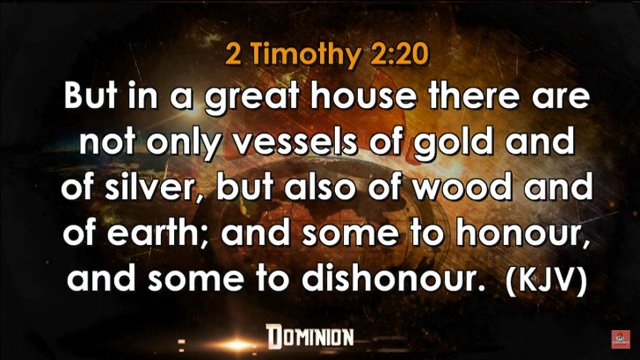 2 Timothy 2:20
But in a great house there are
not only vessels of gold and
of silver, but also of wood and
of earth; and some to honour,
and some to dishonour. (KJV)
DOMINION